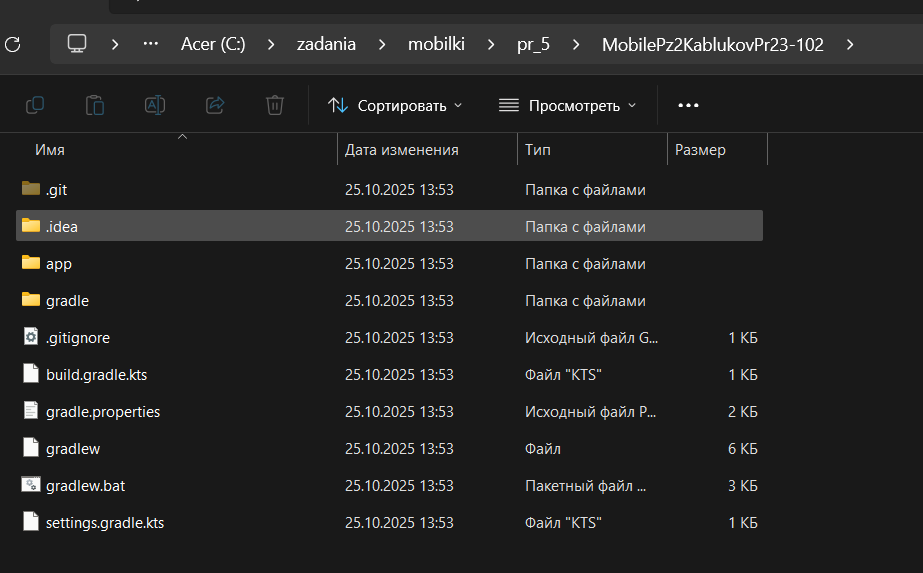 Acer (C:) > zadania > mobilki > pr_5 > MobilePz2KablukovPr23-102 >
Сортировать Просмотреть
Имя Дата изменения Тип Размер
.git 25.10.2025 13:53 Папка с файлами
.idea 25.10.2025 13:53 Папка с файлами
app 25.10.2025 13:53 Папка с файлами
gradle 25.10.2025 13:53 Папка с файлами
.gitignore 25.10.2025 13:53 Исходный файл G... 1 КБ
build.gradle.kts 25.10.2025 13:53 Файл "KTS" 1 КБ
gradle.properties 25.10.2025 13:53 Исходный файл P... 2 КБ
gradlew 25.10.2025 13:53 Файл 6 КБ
gradlew.bat 25.10.2025 13:53 Пакетный файл ... 3 КБ
settings.gradle.kts 25.10.2025 13:53 Файл "KTS" 1 КБ